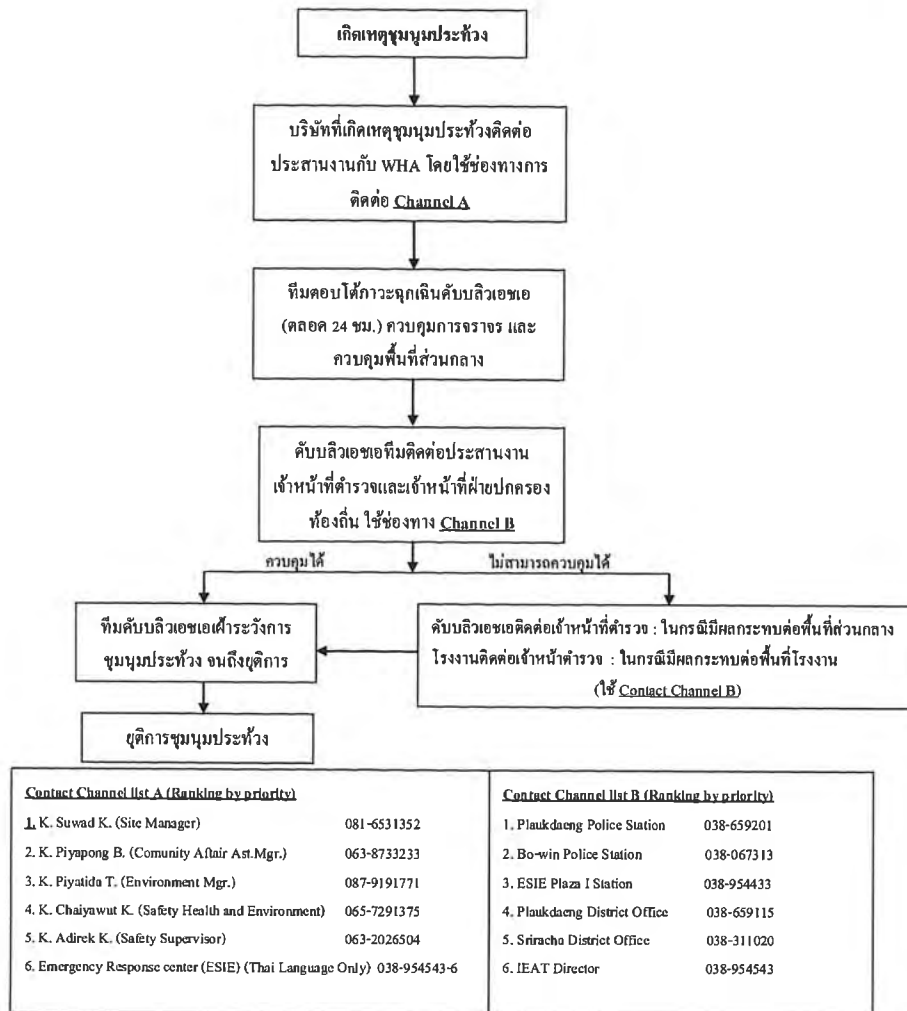 เกิดเหตุชุมนุมประท้วง
บริษัทที่เกิดเหตุชุมนุมประท้วงติดต่อ
ประสานงานกับ WHA โดยใช้ช่องทางการ
ติดต่อ Channel A
ทีมตอบโต้ภาวะฉุกเฉินดับบลิวเอชเอ
(ตลอด 24 ชม.) ควบคุมการจราจร และ
ควบคุมพื้นที่ส่วนกลาง
ดับบลิวเอชเอทีมติดต่อประสานงาน
เจ้าหน้าที่ตำรวจและเจ้าหน้าที่ฝ่ายปกครอง
ท้องถิ่น ใช้ช่องทาง Channel B
ควบคุมได้
ไม่สามารถควบคุมได้
ทีมดับบลิวเอชเอเฝ้าระวังการ
ชุมนุมประท้วง จนถึงยุติการ
ดับบลิวเอชเอติดต่อเจ้าหน้าที่ตำรวจ : ในกรณีมีผลกระทบต่อพื้นที่ส่วนกลาง
โรงงานติดต่อเจ้าหน้าตำรวจ : ในกรณีมีผลกระทบต่อพื้นที่โรงงาน
(ใช้ Contact Channel B)
ยุติการชุมนุมประท้วง
Contact Channel list A (Ranking by priority)
1. K. Suwad K. (Site Manager) 081-6531352
2. K. Piyapong B. (Comunity Affair Ast.Mgr.) 063-8733233
3. K. Piyatida T. (Environment Mgr.) 087-9191771
4. K. Chaiyawut K. (Safety Health and Environment) 065-7291375
5. K. Adirek K. (Safety Supervisor) 063-2026504
6. Emergency Response center (ESIE) (Thai Language Only) 038-954543-6
Contact Channel list B (Ranking by priority)
1. Plaukdaeng Police Station 038-659201
2. Bo-win Police Station 038-067313
3. ESIE Plaza I Station 038-954433
4. Plaukdaeng District Office 038-659115
5. Sriracha District Office 038-311020
6. IEAT Director 038-954543